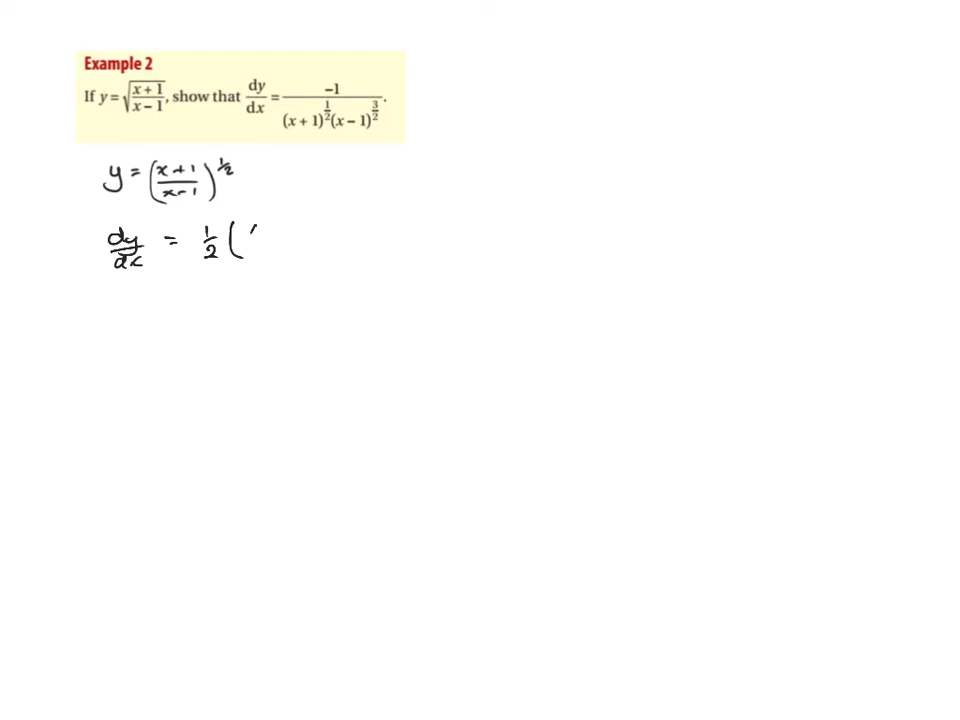 Example 2
If y = √((x + 1)/(x − 1)), show that dy/dx = −1/((x + 1)^(1/2)(x − 1)^(3/2)).
y = ((x+1)/(x-1))^(1/2)
dy/dx = 1/2 (